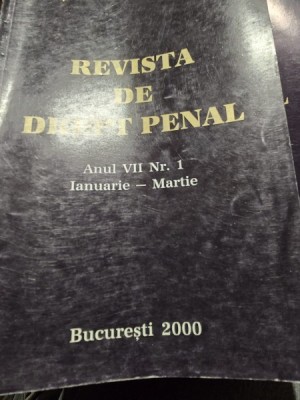 REVISTA
DE
DREPT PENAL
Anul VII Nr. 1
Ianuarie – Martie
București 2000